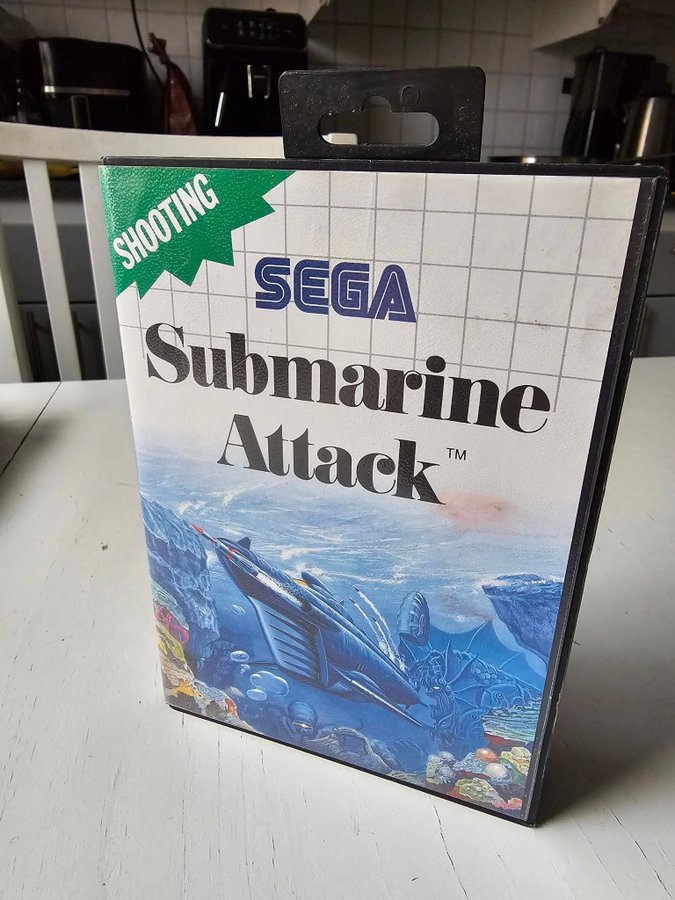 SHOOTING
SEGA
Submarine
Attack™